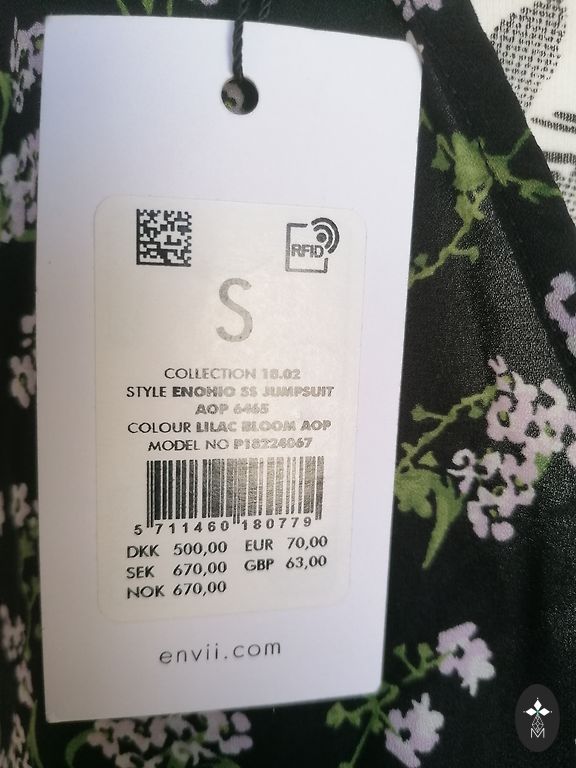 RFID
S
COLLECTION 18.02
STYLE ENOHIO SS JUMPSUIT
AOP 6465
COLOUR LILAC BLOOM AOP
MODEL NO P18224067
5 711460 180779
DKK 500,00 EUR 70,00
SEK 670,00 GBP 63,00
NOK 670,00
envii.com
M